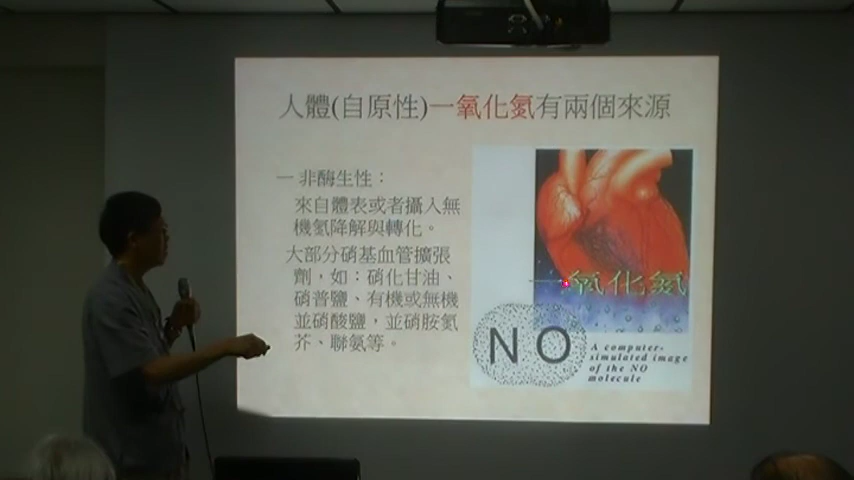 人體(自原性)一氧化氮有兩個來源
一 非酶生性：
來自體表或者攝入無
機氮降解與轉化。
大部分硝基血管擴張
劑，如：硝化甘油、
硝普鹽、有機或無機
並硝酸鹽，並硝胺氮
芥、聯氨等。
一氧化氮
NO
A computer-
simulated image
of the NO
molecule